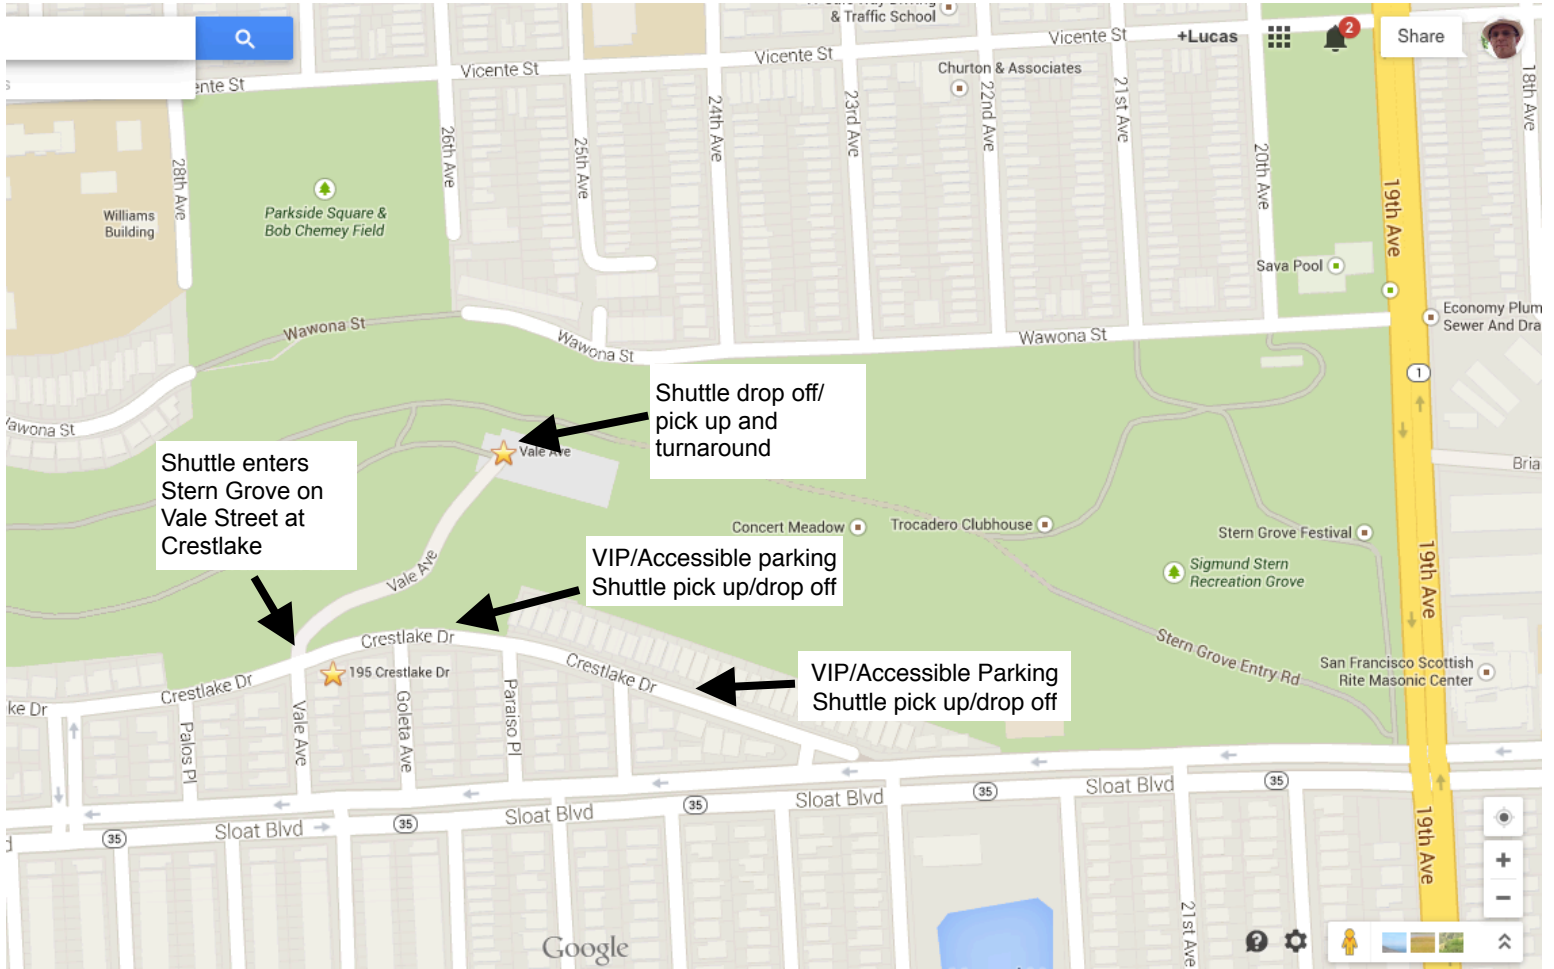 & Traffic School
2
+Lucas
Share
Vicente St
Vicente St
Vicente St
ente St
Churton & Associates
18th Ave
28th Ave
26th Ave
25th Ave
24th Ave
23rd Ave
22nd Ave
21st Ave
20th Ave
19th Ave
Williams
Building
Parkside Square &
Bob Chemey Field
Sava Pool
Economy Plum
Sewer And Dra
Wawona St
Wawona St
Wawona St
awona St
1
Shuttle drop off/
pick up and
turnaround
Vale Ave
Shuttle enters
Stern Grove on
Vale Street at
Crestlake
Bria
Concert Meadow
Trocadero Clubhouse
Stern Grove Festival
Sigmund Stern
Recreation Grove
19th Ave
VIP/Accessible parking
Shuttle pick up/drop off
Vale Ave
Crestlake Dr
Crestlake Dr
Crestlake Dr
ke Dr
195 Crestlake Dr
VIP/Accessible Parking
Shuttle pick up/drop off
Stern Grove Entry Rd
San Francisco Scottish
Rite Masonic Center
Palos Pl
Vale Ave
Goleta Ave
Paraiso Pl
35
Sloat Blvd
35
Sloat Blvd
35
Sloat Blvd
35
Sloat Blvd
35
19th Ave
21st Ave
Google